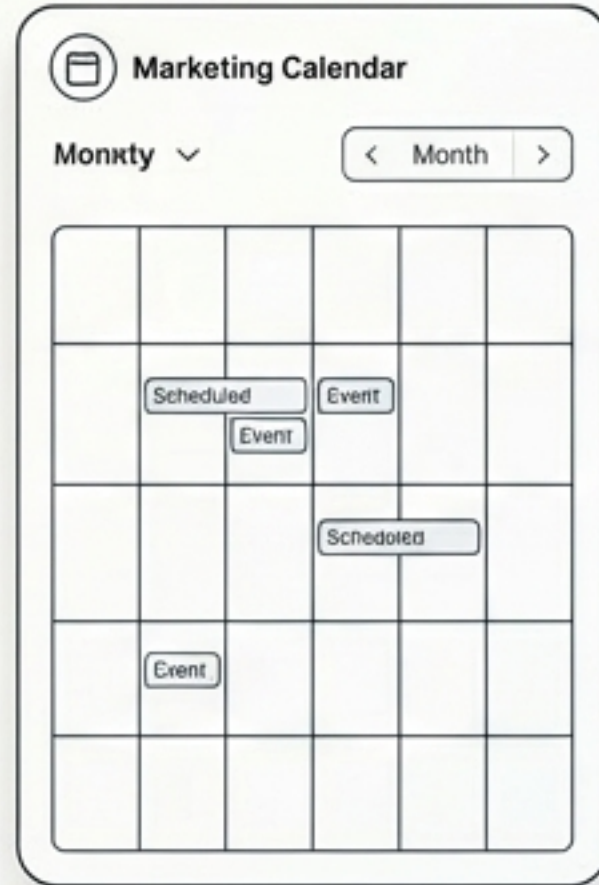 Marketing Calendar
Monкty
Month
Scheduled
Event
Event
Schedoled
Event